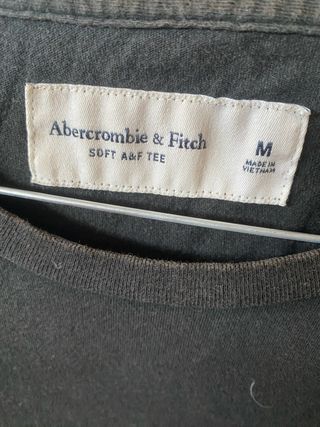 Abercrombie & Fitch
SOFT A&F TEE
M
MADE IN
VIETNAM